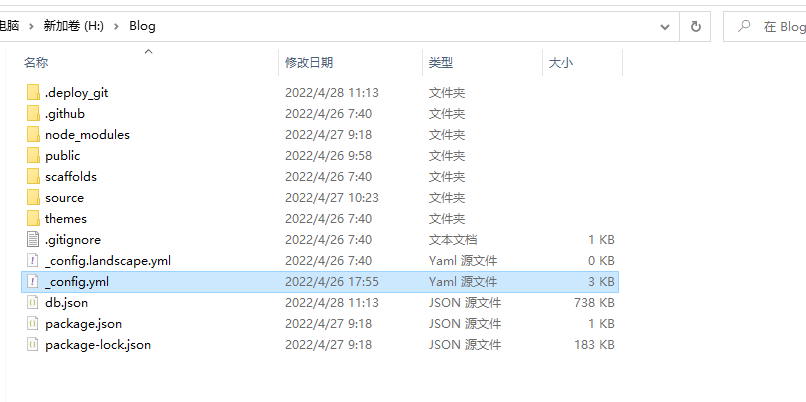 电脑 › 新加卷 (H:) › Blog 在 Blog
名称 修改日期 类型 大小
.deploy_git 2022/4/28 11:13 文件夹
.github 2022/4/26 7:40 文件夹
node_modules 2022/4/27 9:18 文件夹
public 2022/4/26 9:58 文件夹
scaffolds 2022/4/26 7:40 文件夹
source 2022/4/27 10:23 文件夹
themes 2022/4/26 7:40 文件夹
.gitignore 2022/4/26 7:40 文本文档 1 KB
_config.landscape.yml 2022/4/26 7:40 Yaml 源文件 0 KB
_config.yml 2022/4/26 17:55 Yaml 源文件 3 KB
db.json 2022/4/28 11:13 JSON 源文件 738 KB
package.json 2022/4/27 9:18 JSON 源文件 1 KB
package-lock.json 2022/4/27 9:18 JSON 源文件 183 KB